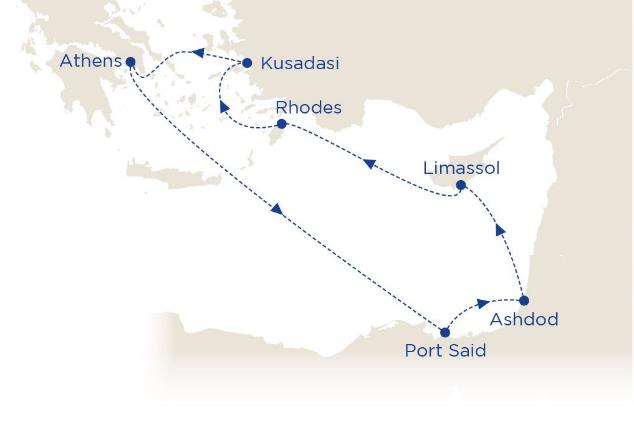 Athens
Kusadasi
Rhodes
Limassol
Ashdod
Port Said